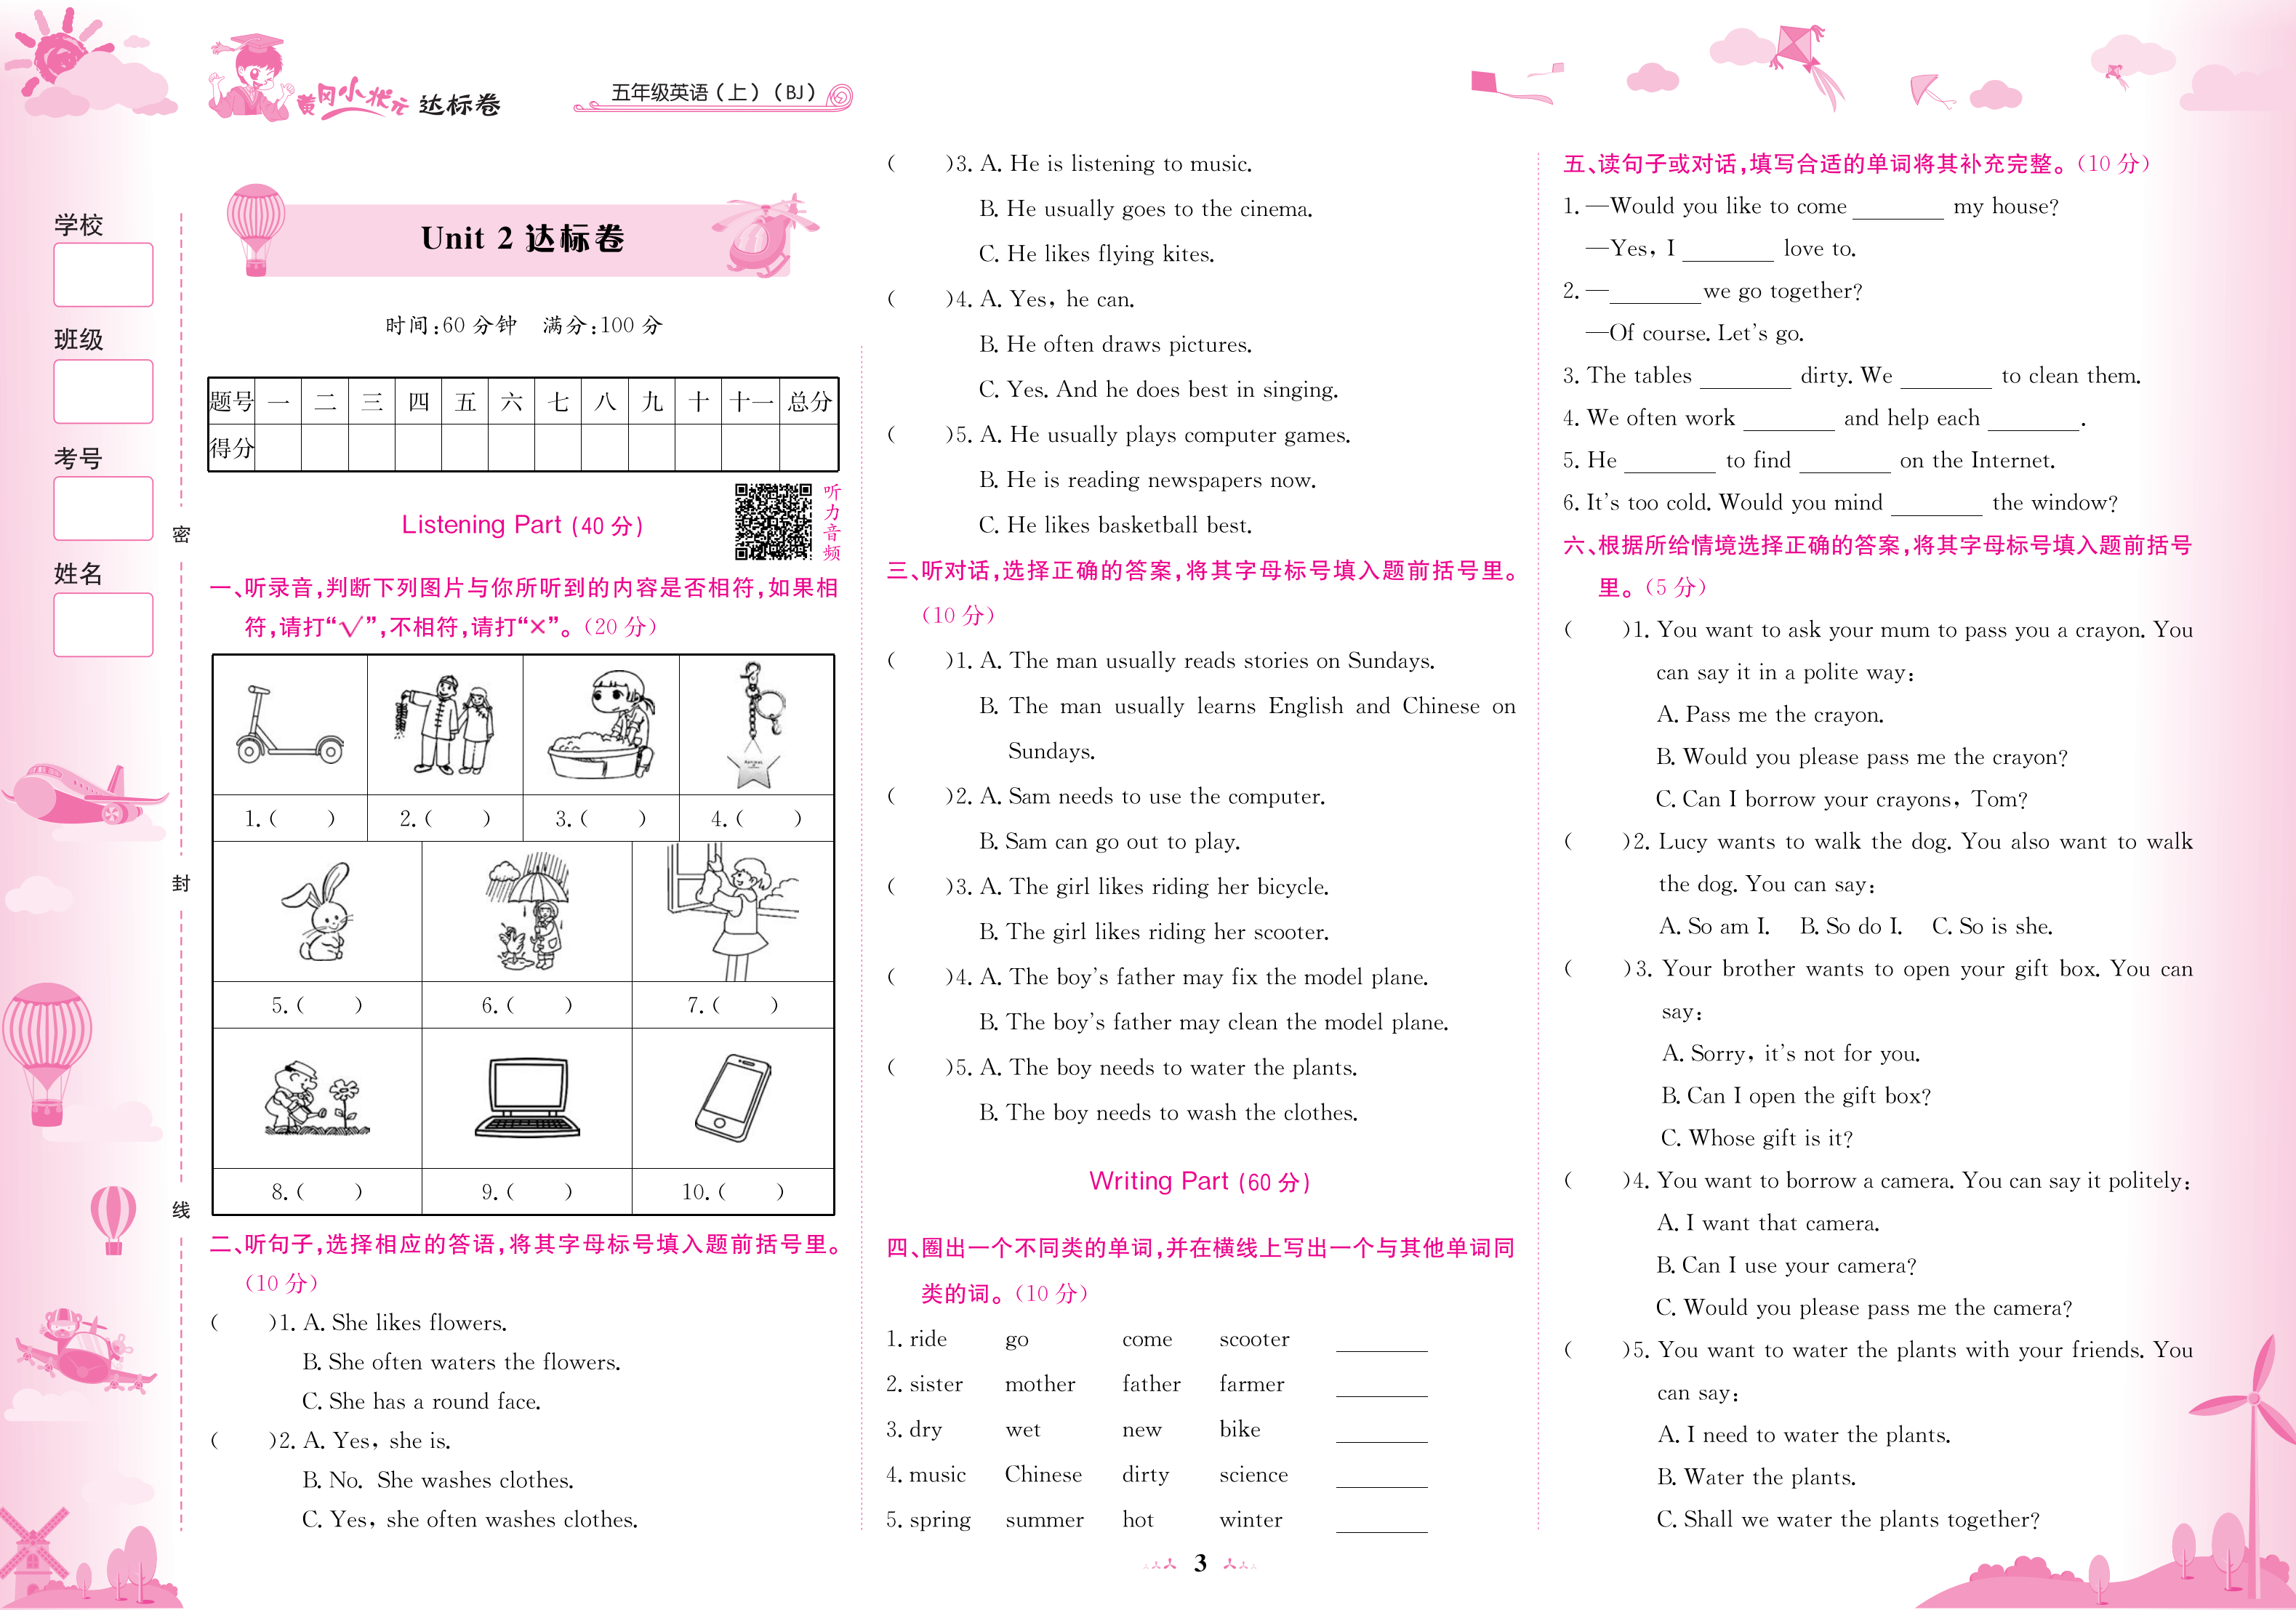 黄冈小状元 达标卷
五年级英语（上）（BJ）
学校
班级
考号
姓名
密
封
线
Unit 2 达标卷
时间:60 分钟 满分:100 分
题号 一 二 三 四 五 六 七 八 九 十 十一 总分
得分
Listening Part (40 分)
听力音频
一、听录音,判断下列图片与你所听到的内容是否相符,如果相
符,请打“√”,不相符,请打“×”。(20 分)
1.( ) 2.( ) 3.( ) 4.( )
5.( ) 6.( ) 7.( )
8.( ) 9.( ) 10.( )
二、听句子,选择相应的答语,将其字母标号填入题前括号里。
(10 分)
( )1. A. She likes flowers.
B. She often waters the flowers.
C. She has a round face.
( )2. A. Yes, she is.
B. No. She washes clothes.
C. Yes, she often washes clothes.
( )3. A. He is listening to music.
B. He usually goes to the cinema.
C. He likes flying kites.
( )4. A. Yes, he can.
B. He often draws pictures.
C. Yes. And he does best in singing.
( )5. A. He usually plays computer games.
B. He is reading newspapers now.
C. He likes basketball best.
三、听对话,选择正确的答案,将其字母标号填入题前括号里。
(10 分)
( )1. A. The man usually reads stories on Sundays.
B. The man usually learns English and Chinese on
Sundays.
( )2. A. Sam needs to use the computer.
B. Sam can go out to play.
( )3. A. The girl likes riding her bicycle.
B. The girl likes riding her scooter.
( )4. A. The boy's father may fix the model plane.
B. The boy's father may clean the model plane.
( )5. A. The boy needs to water the plants.
B. The boy needs to wash the clothes.
Writing Part (60 分)
四、圈出一个不同类的单词,并在横线上写出一个与其他单词同
类的词。(10 分)
1. ride go come scooter ________
2. sister mother father farmer ________
3. dry wet new bike ________
4. music Chinese dirty science ________
5. spring summer hot winter ________
五、读句子或对话,填写合适的单词将其补充完整。(10 分)
1. —Would you like to come ________ my house?
—Yes, I ________ love to.
2. —________ we go together?
—Of course. Let's go.
3. The tables ________ dirty. We ________ to clean them.
4. We often work ________ and help each ________.
5. He ________ to find ________ on the Internet.
6. It's too cold. Would you mind ________ the window?
六、根据所给情境选择正确的答案,将其字母标号填入题前括号
里。(5 分)
( )1. You want to ask your mum to pass you a crayon. You
can say it in a polite way:
A. Pass me the crayon.
B. Would you please pass me the crayon?
C. Can I borrow your crayons, Tom?
( )2. Lucy wants to walk the dog. You also want to walk
the dog. You can say:
A. So am I. B. So do I. C. So is she.
( )3. Your brother wants to open your gift box. You can
say:
A. Sorry, it's not for you.
B. Can I open the gift box?
C. Whose gift is it?
( )4. You want to borrow a camera. You can say it politely:
A. I want that camera.
B. Can I use your camera?
C. Would you please pass me the camera?
( )5. You want to water the plants with your friends. You
can say:
A. I need to water the plants.
B. Water the plants.
C. Shall we water the plants together?
3